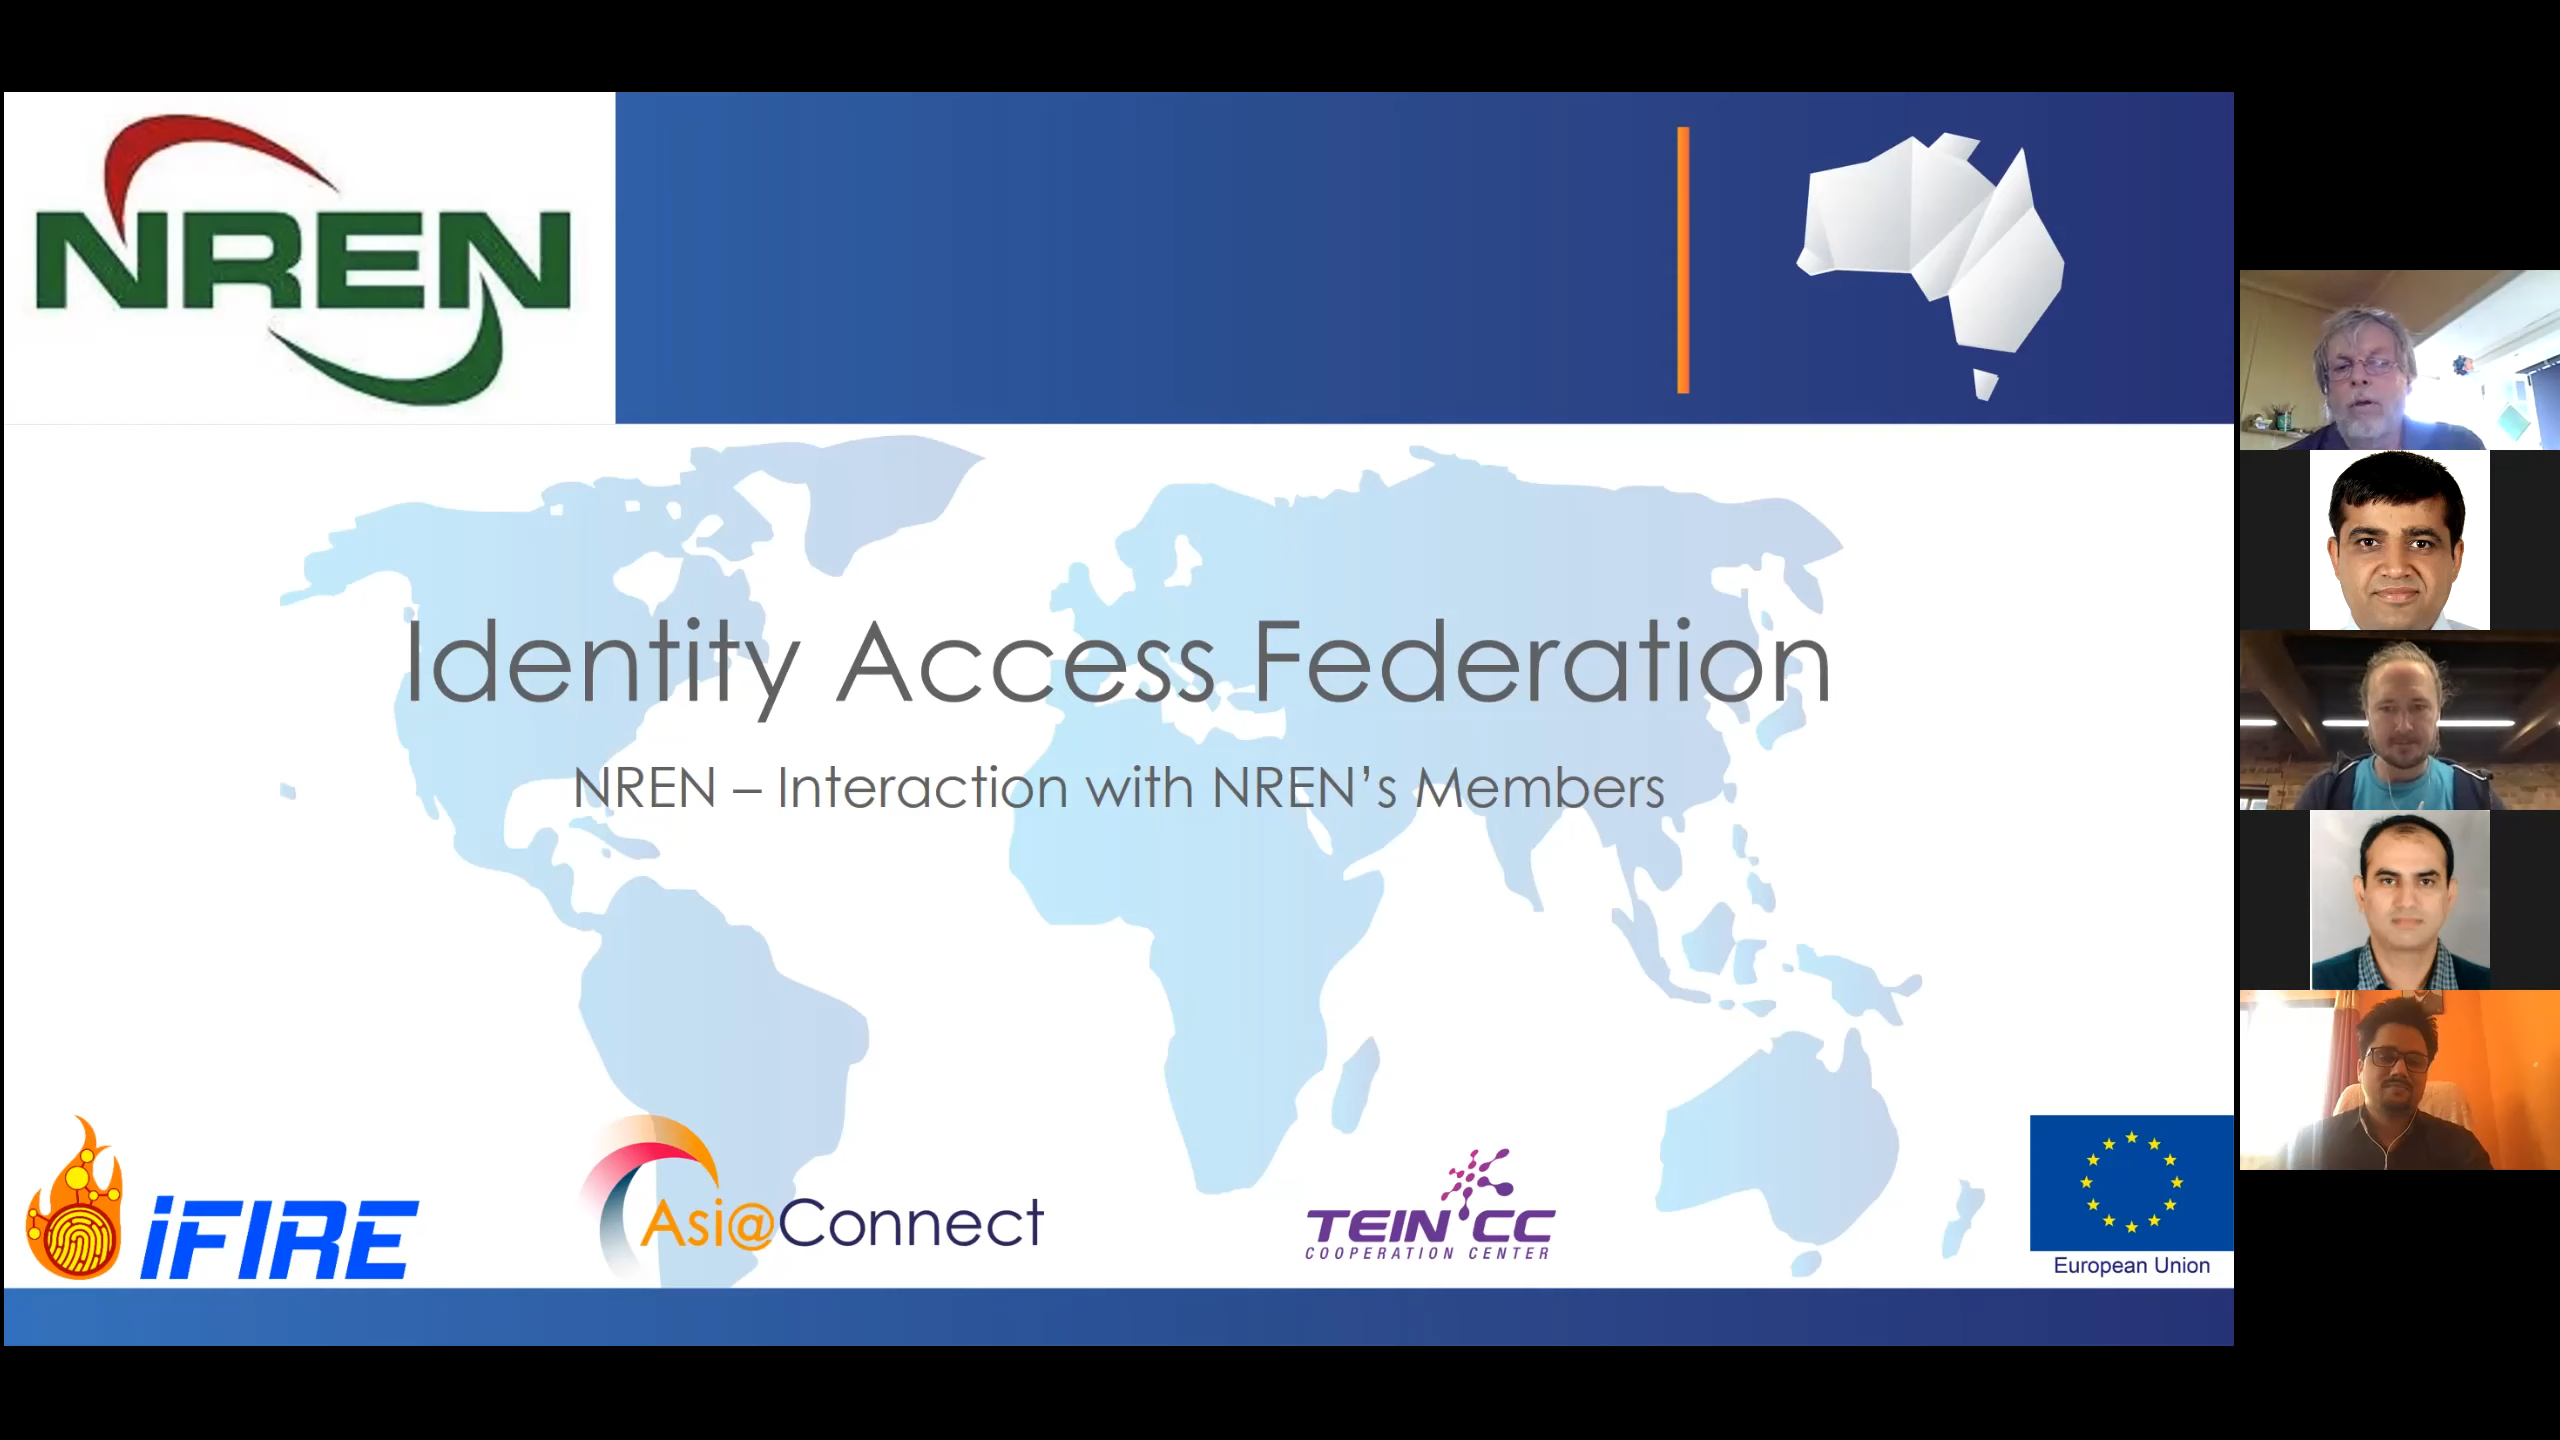 NREN
Identity Access Federation
NREN – Interaction with NREN's Members
iFIRE
Asi@Connect
TEIN*CC
COOPERATION CENTER
European Union